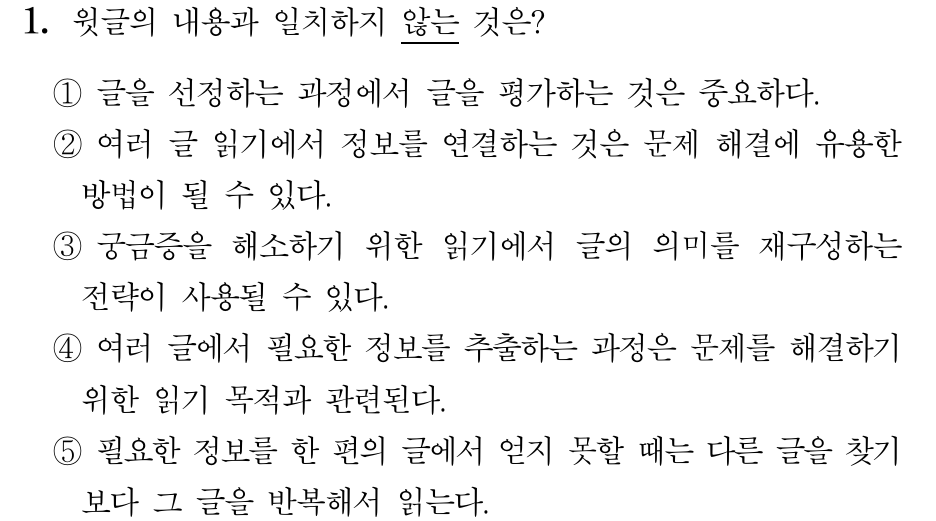 1. 윗글의 내용과 일치하지 않는 것은?
① 글을 선정하는 과정에서 글을 평가하는 것은 중요하다.
② 여러 글 읽기에서 정보를 연결하는 것은 문제 해결에 유용한
방법이 될 수 있다.
③ 궁금증을 해소하기 위한 읽기에서 글의 의미를 재구성하는
전략이 사용될 수 있다.
④ 여러 글에서 필요한 정보를 추출하는 과정은 문제를 해결하기
위한 읽기 목적과 관련된다.
⑤ 필요한 정보를 한 편의 글에서 얻지 못할 때는 다른 글을 찾기
보다 그 글을 반복해서 읽는다.